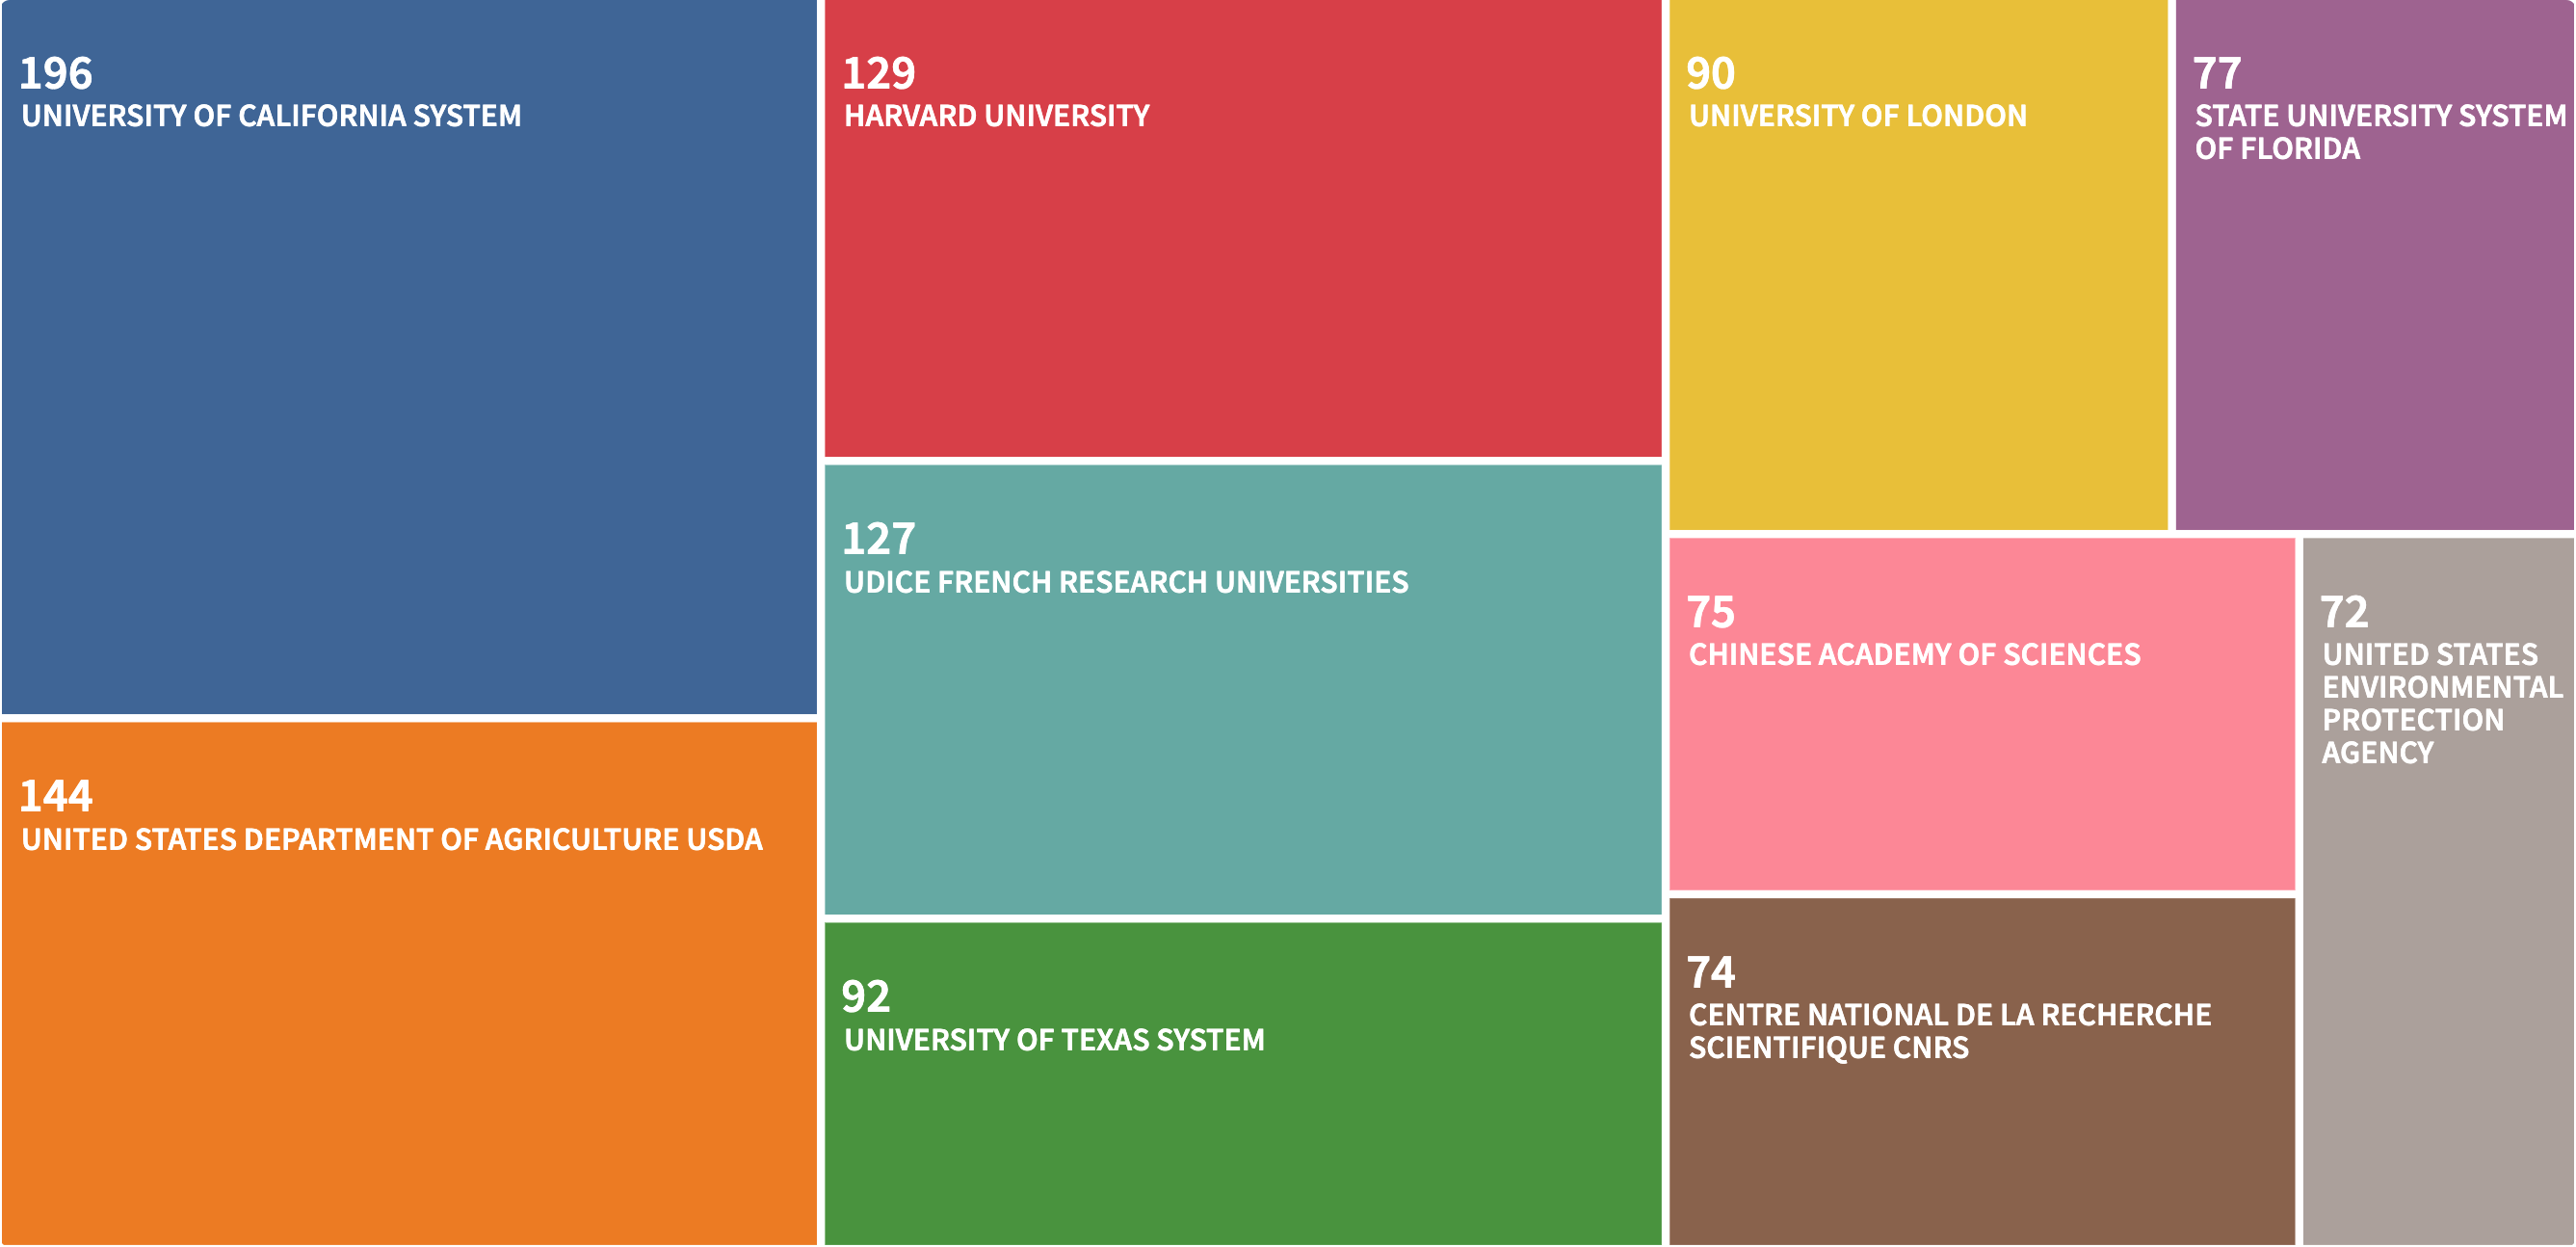 196
UNIVERSITY OF CALIFORNIA SYSTEM
144
UNITED STATES DEPARTMENT OF AGRICULTURE USDA
129
HARVARD UNIVERSITY
127
UDICE FRENCH RESEARCH UNIVERSITIES
92
UNIVERSITY OF TEXAS SYSTEM
90
UNIVERSITY OF LONDON
77
STATE UNIVERSITY SYSTEM
OF FLORIDA
75
CHINESE ACADEMY OF SCIENCES
74
CENTRE NATIONAL DE LA RECHERCHE
SCIENTIFIQUE CNRS
72
UNITED STATES
ENVIRONMENTAL
PROTECTION
AGENCY